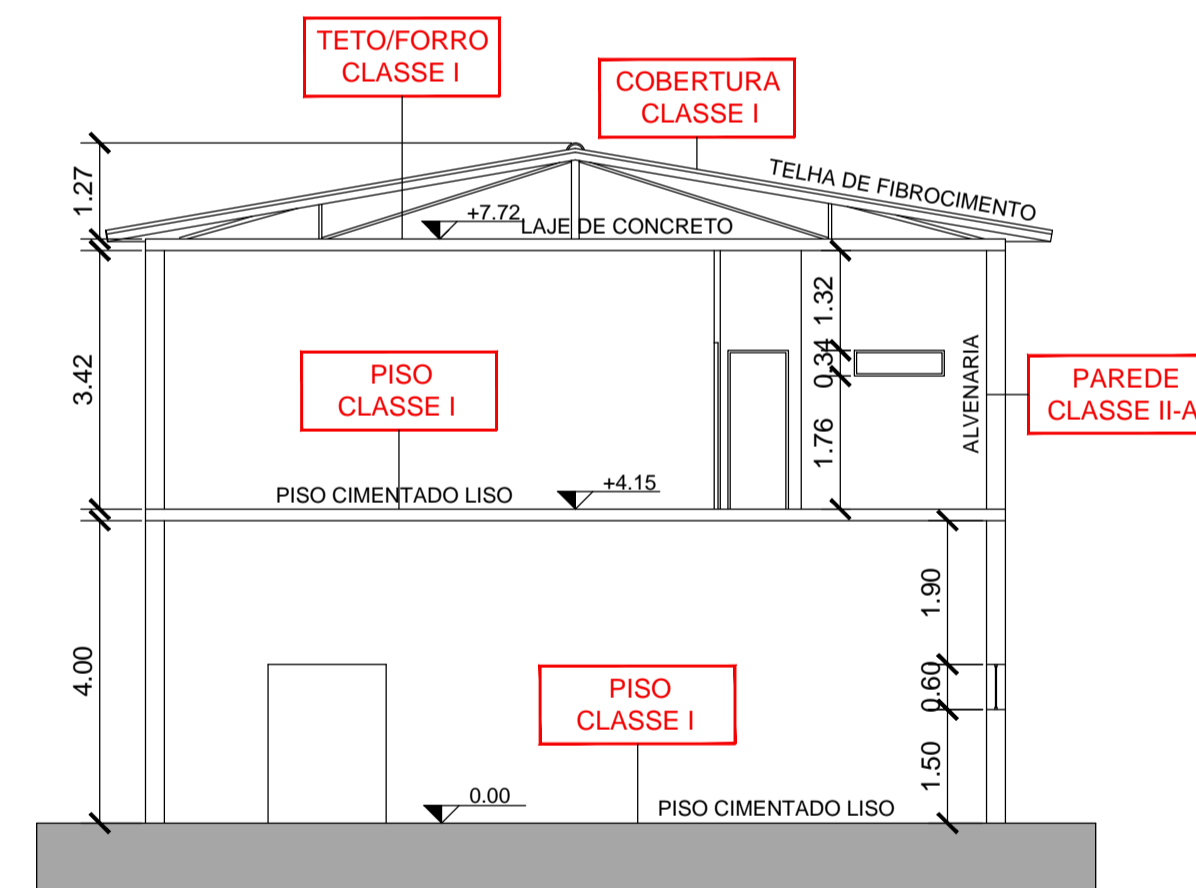 TETO/FORRO
CLASSE I
COBERTURA
CLASSE I
1.27
TELHA DE FIBROCIMENTO
+7.72
LAJE DE CONCRETO
3.42
1.32
0.34
1.76
ALVENARIA
PISO
CLASSE I
PAREDE
CLASSE II-A
PISO CIMENTADO LISO
+4.15
4.00
1.90
0.60
1.50
PISO
CLASSE I
0.00
PISO CIMENTADO LISO